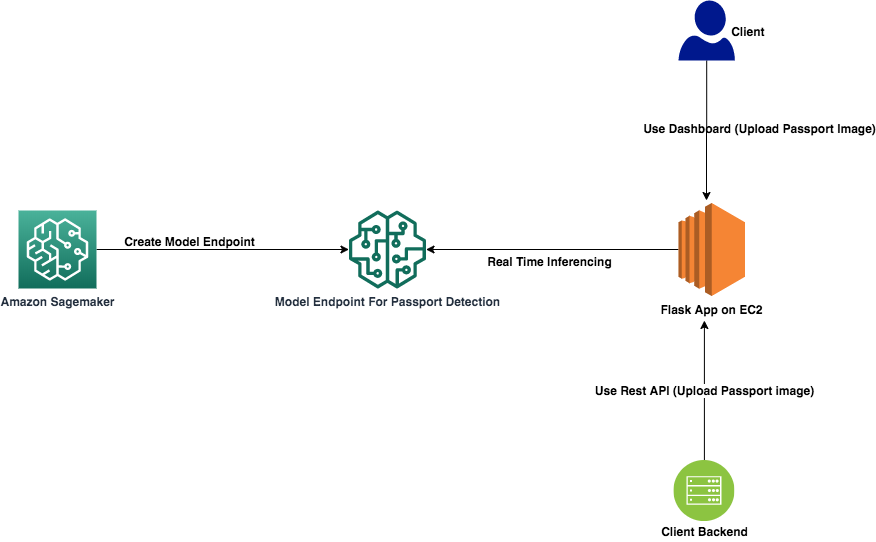 Client
Use Dashboard (Upload Passport Image)
Create Model Endpoint
Real Time Inferencing
Amazon Sagemaker
Model Endpoint For Passport Detection
Flask App on EC2
Use Rest API (Upload Passport image)
Client Backend